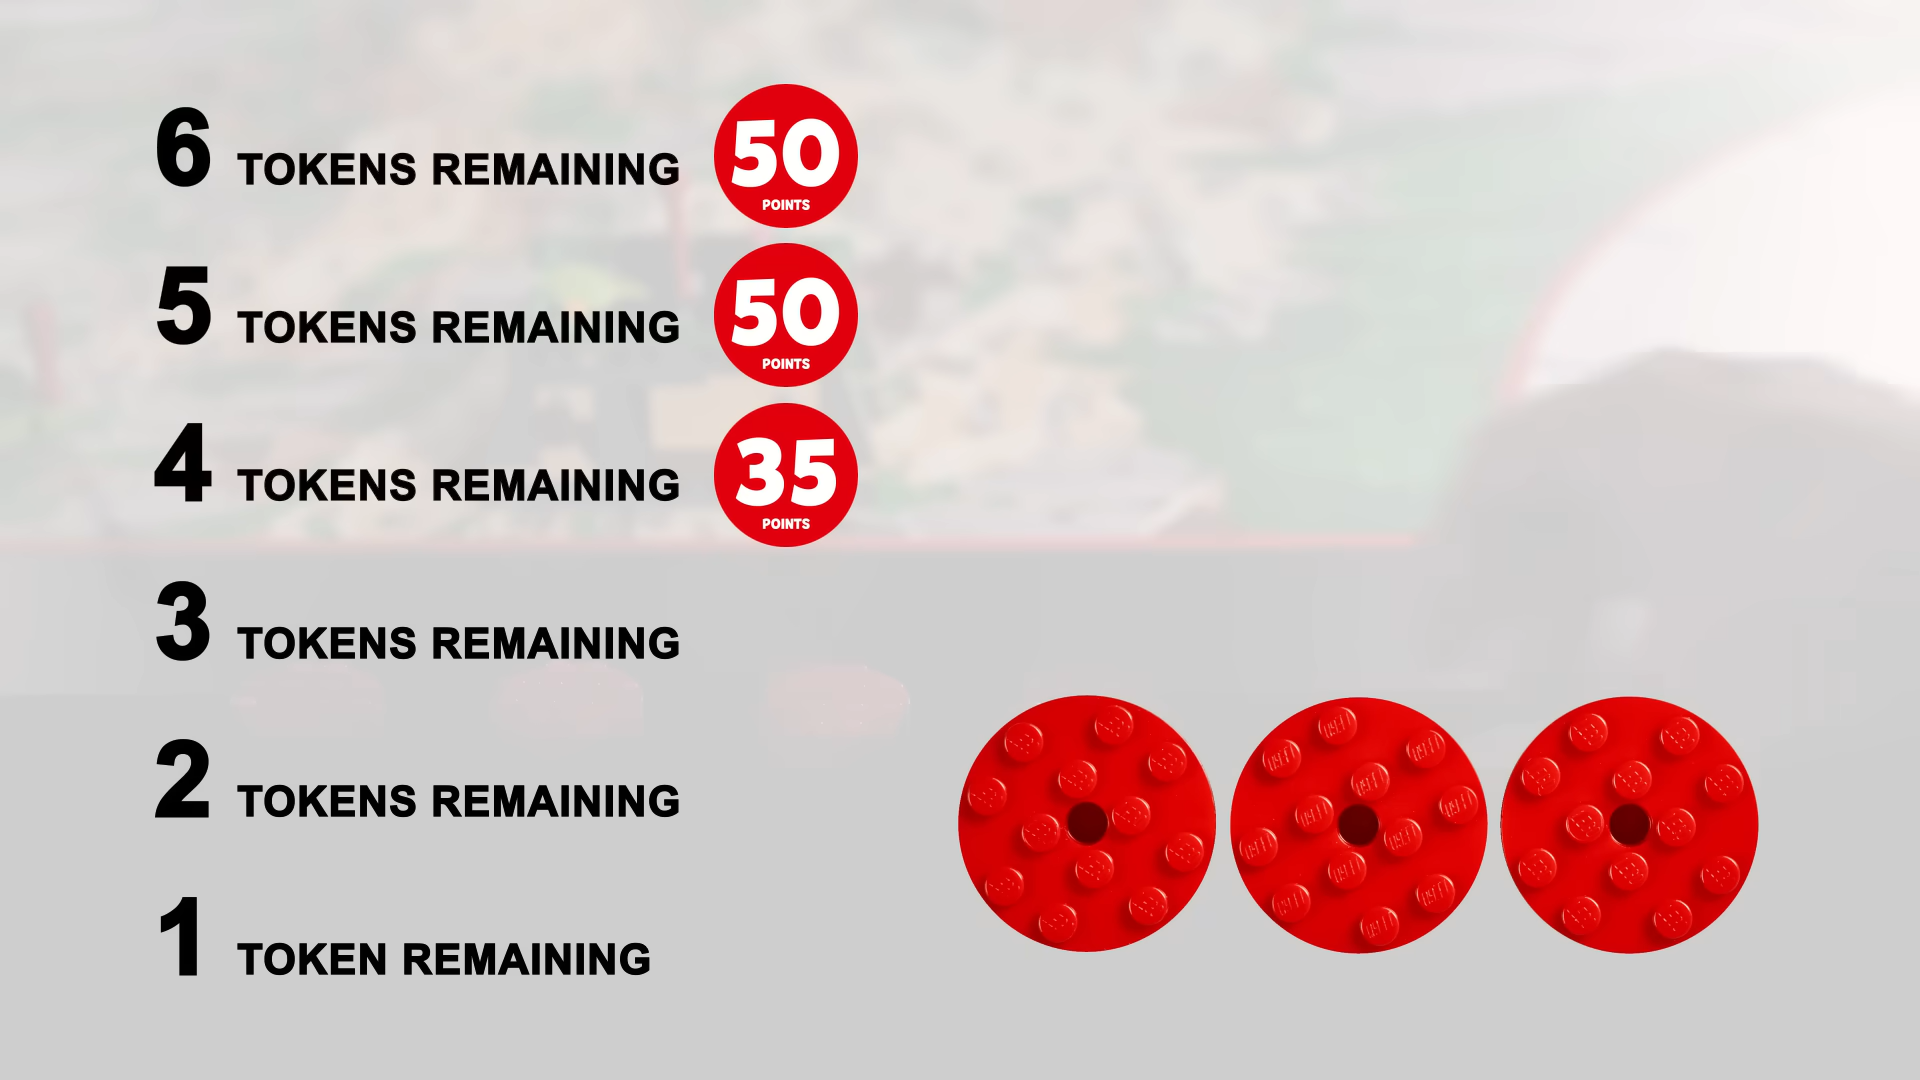 6 TOKENS REMAINING 50 POINTS
5 TOKENS REMAINING 50 POINTS
4 TOKENS REMAINING 35 POINTS
3 TOKENS REMAINING
2 TOKENS REMAINING
1 TOKEN REMAINING